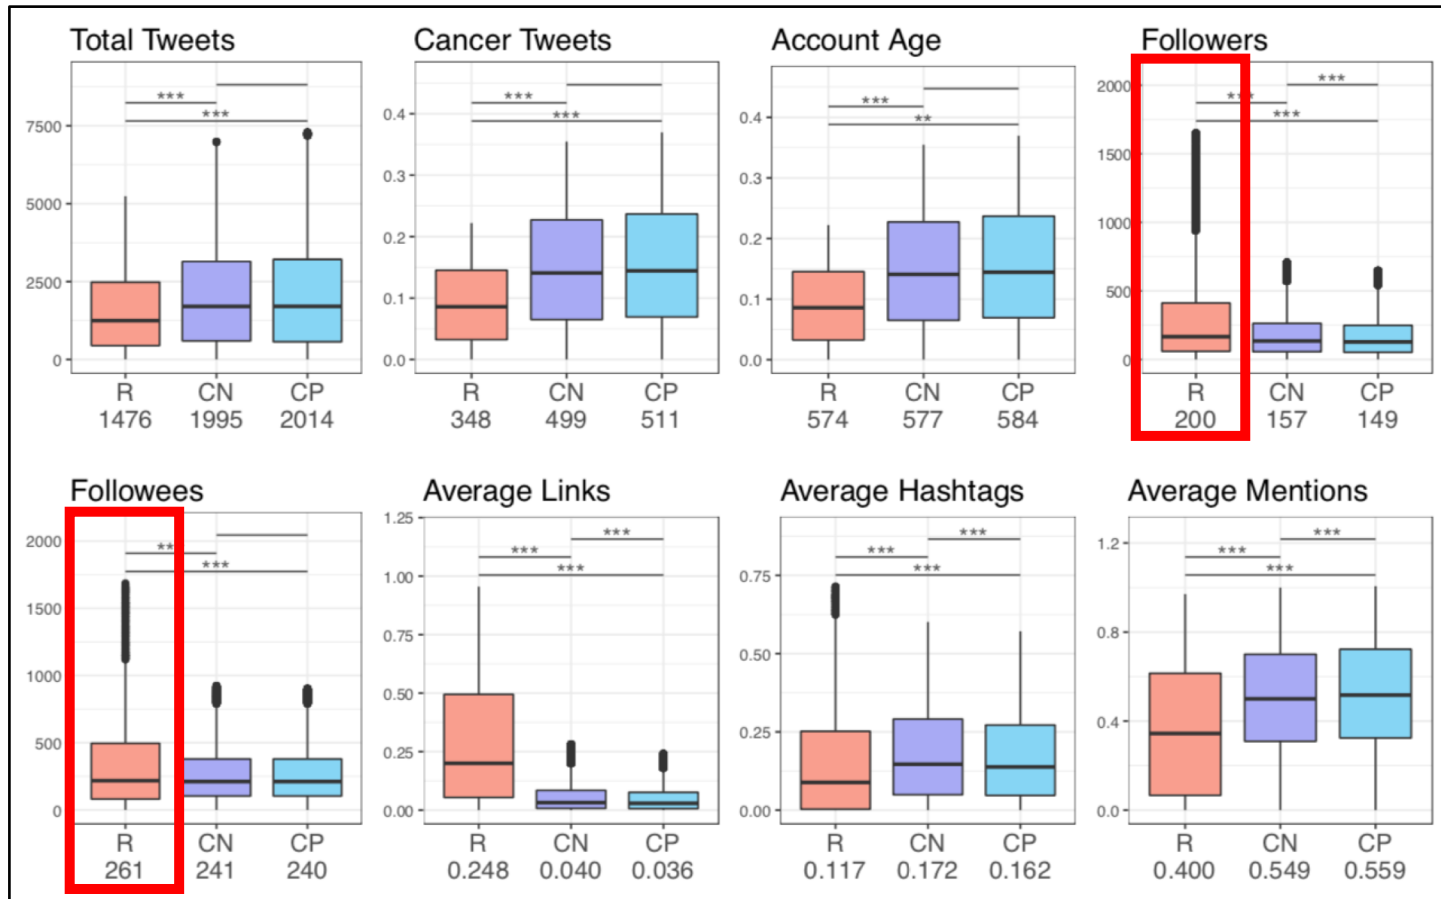 Total Tweets
*** 
***
7500
5000
2500
0
R CN CP
1476 1995 2014
Cancer Tweets
***
***
0.4
0.3
0.2
0.1
0.0
R CN CP
348 499 511
Account Age
***
**
0.4
0.3
0.2
0.1
0.0
R CN CP
574 577 584
Followers
***
***
***
2000
1500
1000
500
0
R CN CP
200 157 149
Followees
**
***
2000
1500
1000
500
0
R CN CP
261 241 240
Average Links
***
***
***
1.25
1.00
0.75
0.50
0.25
0.00
R CN CP
0.248 0.040 0.036
Average Hashtags
***
***
***
0.75
0.50
0.25
0.00
R CN CP
0.117 0.172 0.162
Average Mentions
***
***
***
1.2
0.8
0.4
0.0
R CN CP
0.400 0.549 0.559